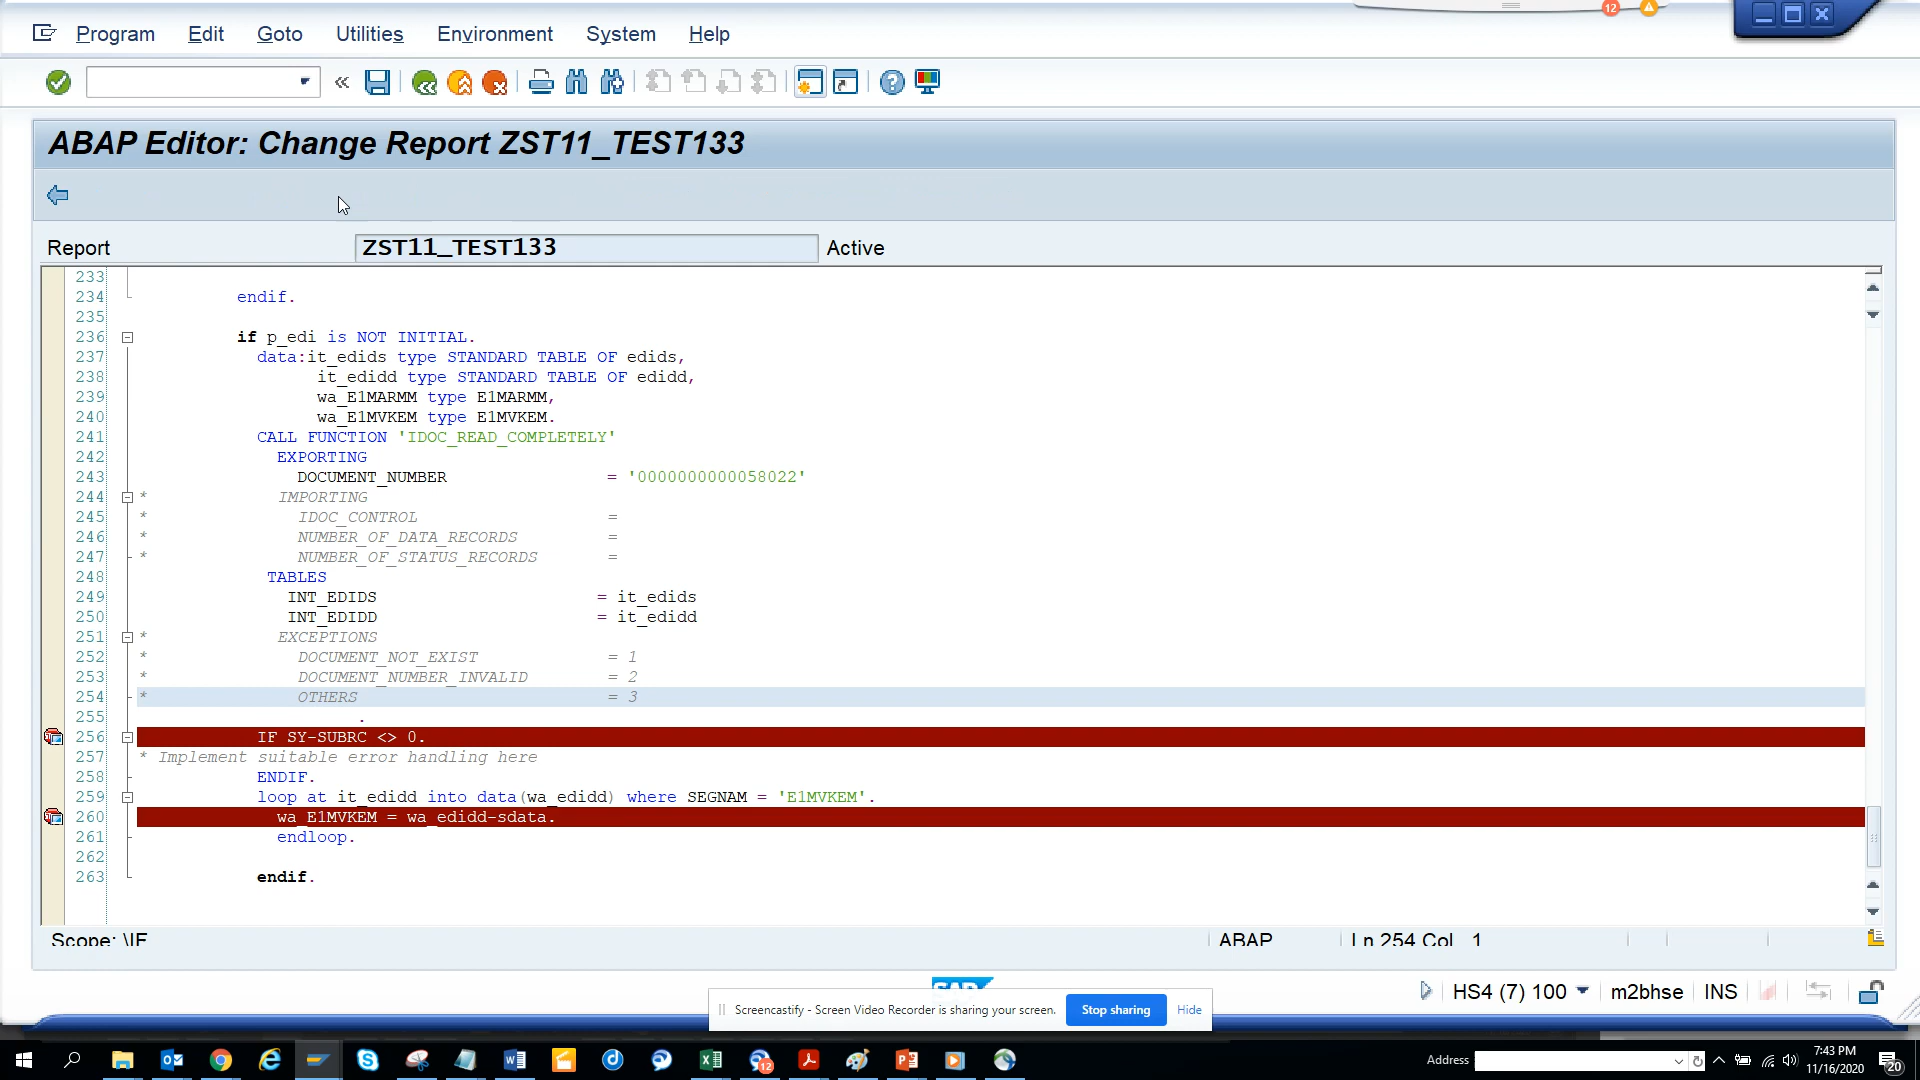 12
Program Edit Goto Utilities Environment System Help
ABAP Editor: Change Report ZST11_TEST133
Report ZST11_TEST133 Active
233
234 endif.
235
236 if p_edi is NOT INITIAL.
237 data:it_edids type STANDARD TABLE OF edids,
238 it_edidd type STANDARD TABLE OF edidd,
239 wa_E1MARMM type E1MARMM,
240 wa_E1MVKEM type E1MVKEM.
241 CALL FUNCTION 'IDOC_READ_COMPLETELY'
242 EXPORTING
243 DOCUMENT_NUMBER = '0000000000058022'
244 * IMPORTING
245 * IDOC_CONTROL =
246 * NUMBER_OF_DATA_RECORDS =
247 * NUMBER_OF_STATUS_RECORDS =
248 TABLES
249 INT_EDIDS = it_edids
250 INT_EDIDD = it_edidd
251 * EXCEPTIONS
252 * DOCUMENT_NOT_EXIST = 1
253 * DOCUMENT_NUMBER_INVALID = 2
254 * OTHERS = 3
255 .
256 IF SY-SUBRC <> 0.
257 * Implement suitable error handling here
258 ENDIF.
259 loop at it_edidd into data(wa_edidd) where SEGNAM = 'E1MVKEM'.
260 wa_E1MVKEM = wa_edidd-sdata.
261 endloop.
262
263 endif.
Scope: \IF ABAP Ln 254 Col 1
SAP
HS4 (7) 100 m2bhse INS
Screencastify - Screen Video Recorder is sharing your screen. Stop sharing Hide
12
Address
7:43 PM
11/16/2020
20